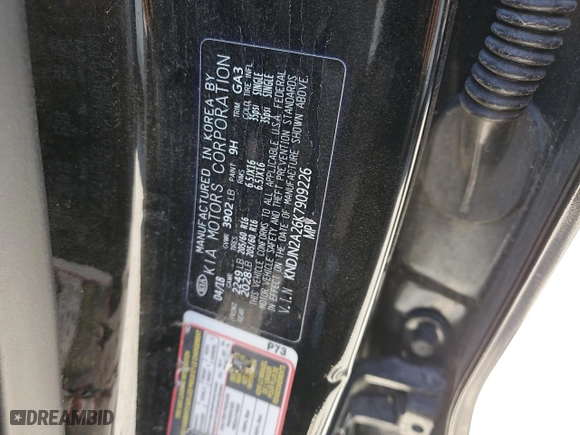 KIA
MANUFACTURED IN KOREA BY
KIA MOTORS CORPORATION
04/18 GVWR 3902 LB PAINT 9H TRIM GA3
TIRES RIMS COLD TIRE INFL.
2249 LB 205/60 R16 6.5JX16 35psi SINGLE
GAWR
REAR 2028 LB 205/60 R16 6.5JX16 35psi SINGLE
THIS VEHICLE CONFORMS TO ALL APPLICABLE U.S.A. FEDERAL
MOTOR VEHICLE SAFETY AND THEFT PREVENTION STANDARDS
IN EFFECT ON THE DATE OF MANUFACTURE SHOWN ABOVE.
V.I.N KNDJN2A26K7909226
MPV
P73
DREAMBID